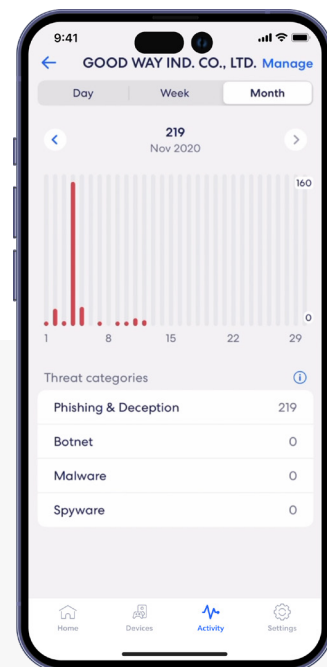 9:41
GOOD WAY IND. CO., LTD. Manage
Day Week Month
219
Nov 2020
160
0
1 8 15 22 29
Threat categories
Phishing & Deception 219
Botnet 0
Malware 0
Spyware 0
Home Devices Activity Settings